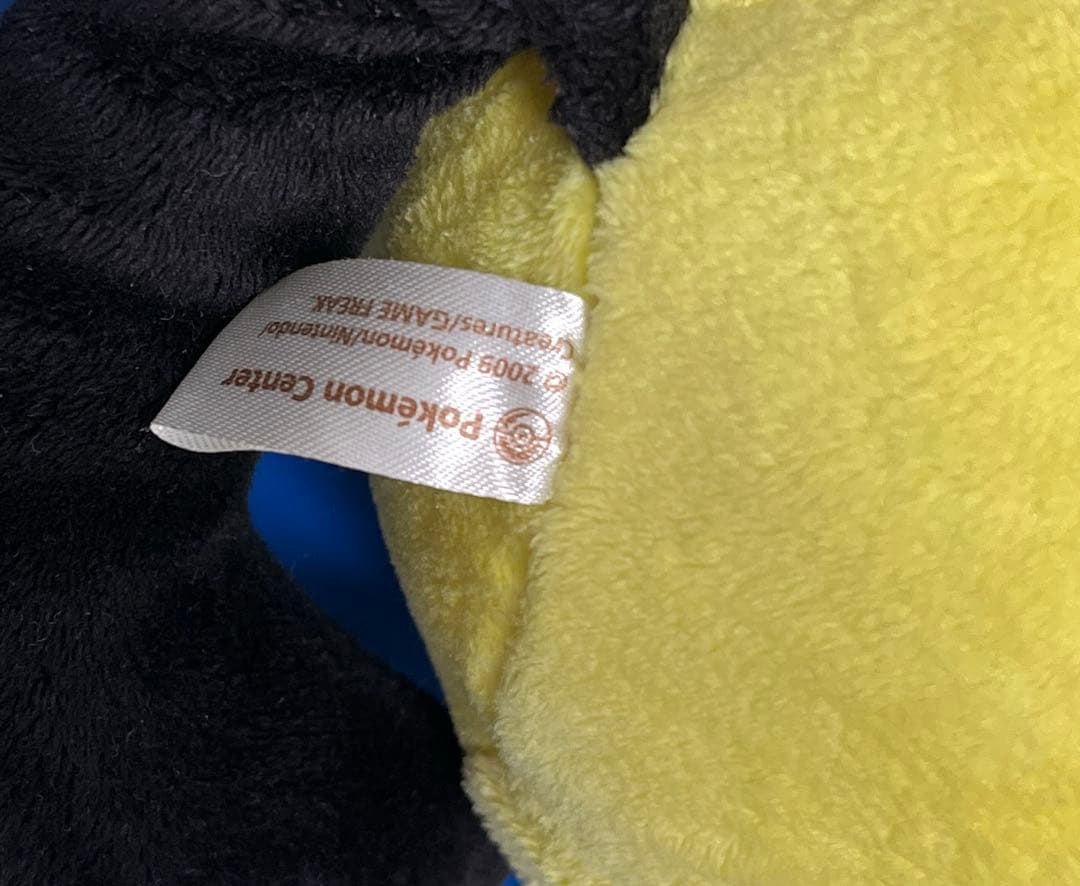 Pokémon Center
© 2009 Pokémon/Nintendo/
Creatures/GAME FREAK